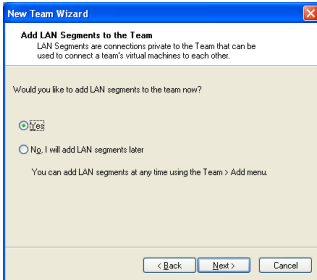 New Team Wizard
Add LAN Segments to the Team
LAN Segments are connections private to the Team that can be
used to connect a team's virtual machines to each other.
Would you like to add LAN segments to the team now?
Yes
No, I will add LAN segments later
You can add LAN segments at any time using the Team > Add menu.
< Back
Next >
Cancel